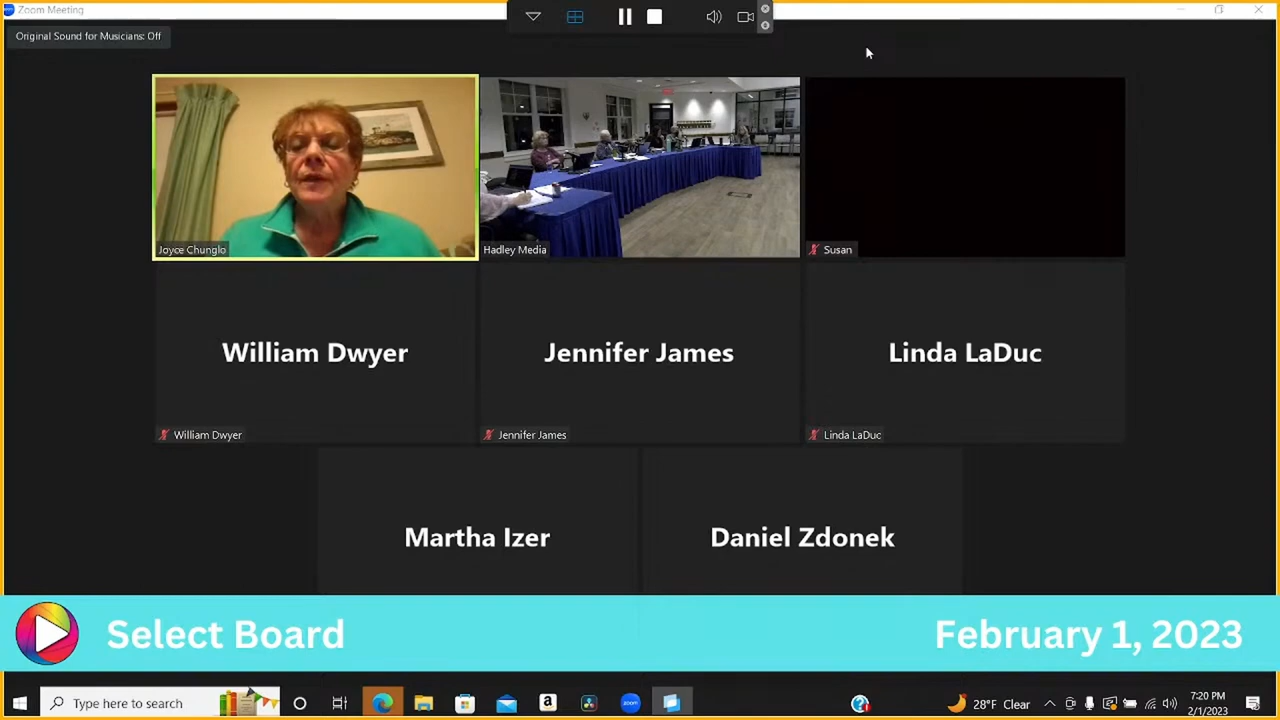 Zoom Meeting
Original Sound for Musicians: Off
Joyce Chunglo
Hadley Media
Susan
William Dwyer
Jennifer James
Linda LaDuc
William Dwyer
Jennifer James
Linda LaDuc
Martha Izer
Daniel Zdonek
Select Board
February 1, 2023
Type here to search
a
zoom
28°F Clear
7:20 PM
2/1/2023